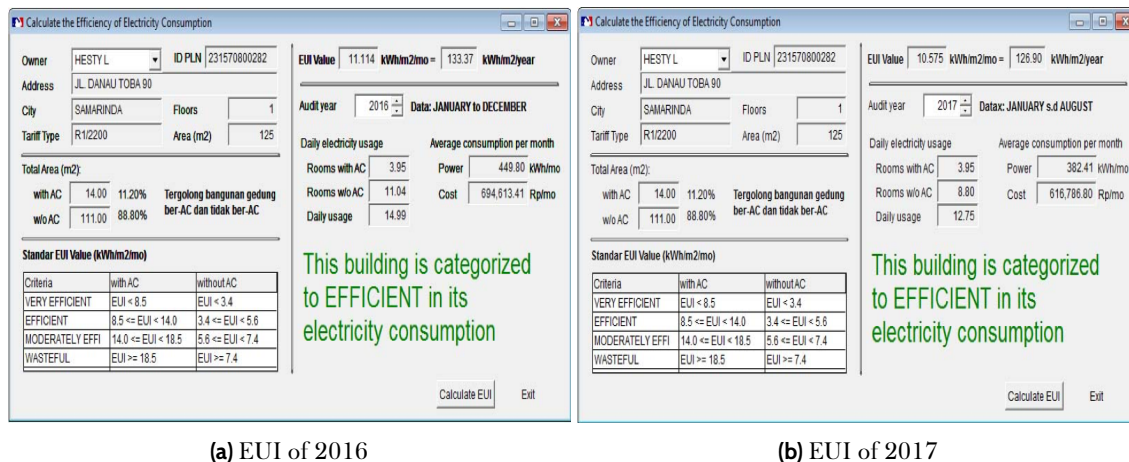 Calculate the Efficiency of Electricity Consumption
Owner HESTY L ID PLN 231570800282
Address JL. DANAU TOBA 90
City SAMARINDA Floors 1
Tariff Type R1/2200 Area (m2) 125
Total Area (m2):
with AC 14.00 11.20% Tergolong bangunan gedung
w/o AC 111.00 88.80% ber-AC dan tidak ber-AC
Standar EUI Value (kWh/m2/mo)
Criteria with AC without AC
VERY EFFICIENT EUI < 8.5 EUI < 3.4
EFFICIENT 8.5 <= EUI < 14.0 3.4 <= EUI < 5.6
MODERATELY EFFI 14.0 <= EUI < 18.5 5.6 <= EUI < 7.4
WASTEFUL EUI >= 18.5 EUI >= 7.4
EUI Value 11.114 kWh/m2/mo = 133.37 kWh/m2/year
Audit year 2016 Data: JANUARY to DECEMBER
Daily electricity usage Average consumption per month
Rooms with AC 3.95 Power 449.80 kWh/mo
Rooms w/o AC 11.04 Cost 694,613.41 Rp/mo
Daily usage 14.99
This building is categorized
to EFFICIENT in its
electricity consumption
Calculate EUI Exit
(a) EUI of 2016
Calculate the Efficiency of Electricity Consumption
Owner HESTY L ID PLN 231570800282
Address JL. DANAU TOBA 90
City SAMARINDA Floors 1
Tariff Type R1/2200 Area (m2) 125
Total Area (m2):
with AC 14.00 11.20% Tergolong bangunan gedung
w/o AC 111.00 88.80% ber-AC dan tidak ber-AC
Standar EUI Value (kWh/m2/mo)
Criteria with AC without AC
VERY EFFICIENT EUI < 8.5 EUI < 3.4
EFFICIENT 8.5 <= EUI < 14.0 3.4 <= EUI < 5.6
MODERATELY EFFI 14.0 <= EUI < 18.5 5.6 <= EUI < 7.4
WASTEFUL EUI >= 18.5 EUI >= 7.4
EUI Value 10.575 kWh/m2/mo = 126.90 kWh/m2/year
Audit year 2017 Datax: JANUARY s.d AUGUST
Daily electricity usage Average consumption per month
Rooms with AC 3.95 Power 382.41 kWh/mo
Rooms w/o AC 8.80 Cost 616,786.80 Rp/mo
Daily usage 12.75
This building is categorized
to EFFICIENT in its
electricity consumption
Calculate EUI Exit
(b) EUI of 2017